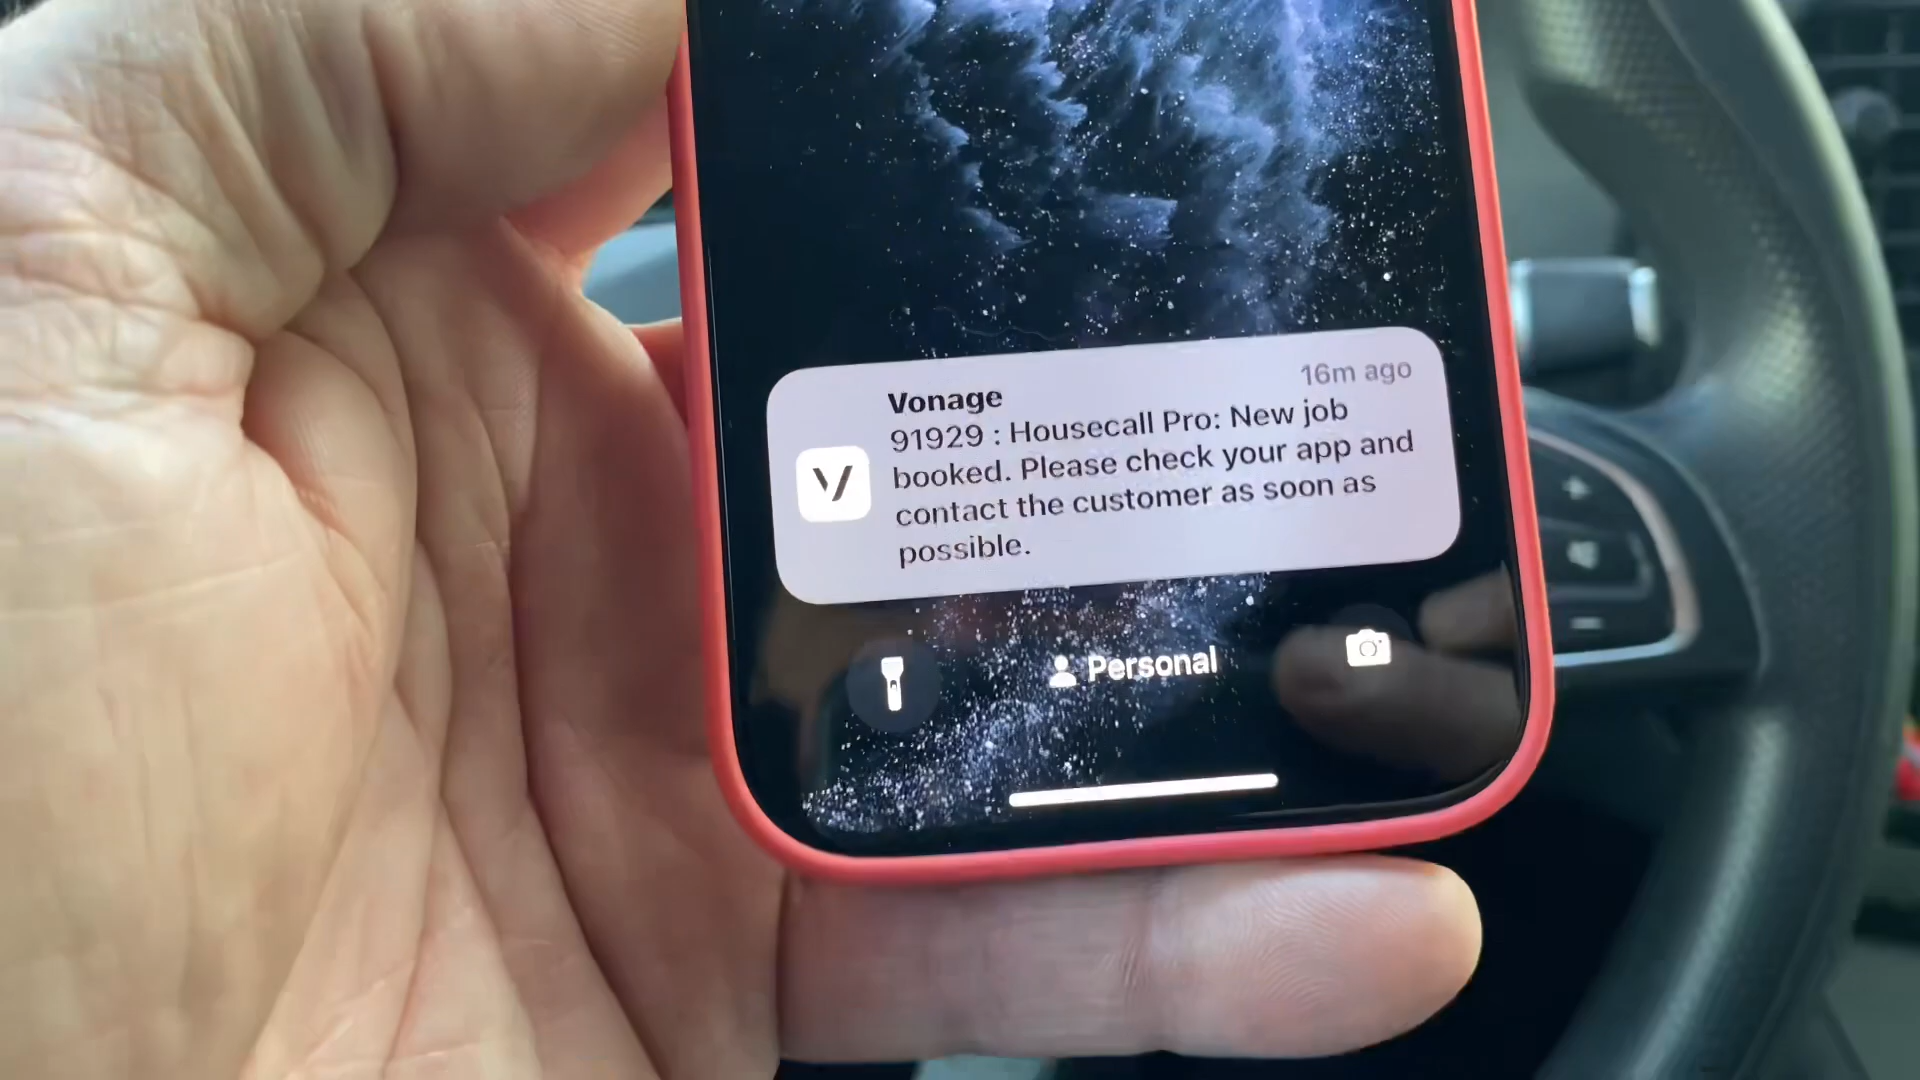 Vonage
16m ago
91929 : Housecall Pro: New job
booked. Please check your app and
contact the customer as soon as
possible.
Personal